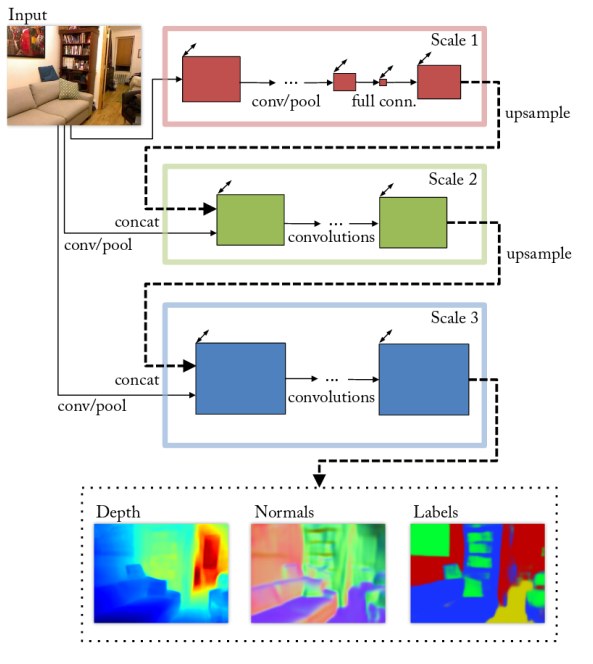 Input
Scale 1
conv/pool
full conn.
upsample
Scale 2
concat
conv/pool
convolutions
upsample
Scale 3
concat
conv/pool
convolutions
Depth
Normals
Labels